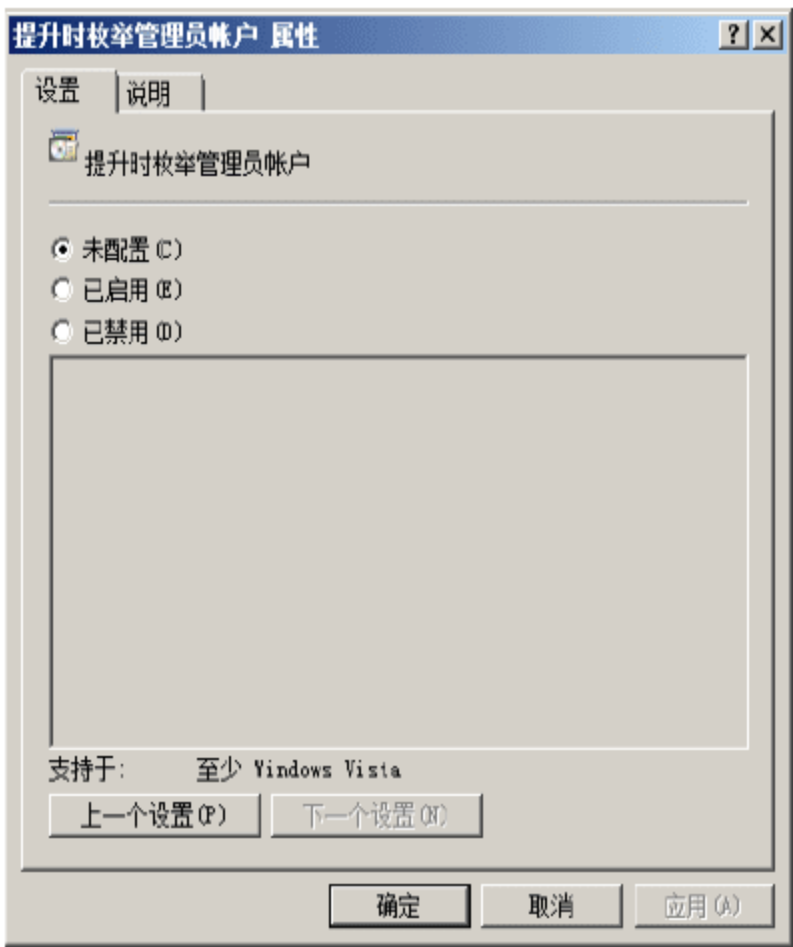 提升时枚举管理员帐户 属性
设置 说明
提升时枚举管理员帐户
未配置(C)
已启用(E)
已禁用(D)
支持于: 至少 Windows Vista
上一个设置(P) 下一个设置(N)
确定 取消 应用(A)